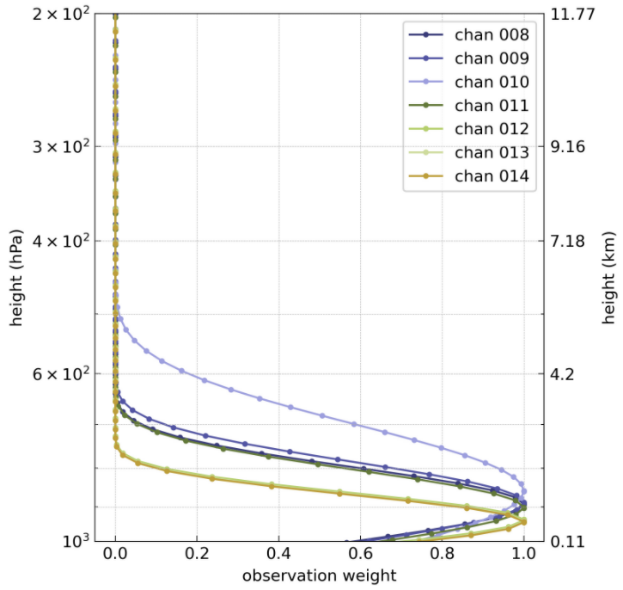 2 × 10²
3 × 10²
4 × 10²
6 × 10²
10³
height (hPa)
chan 008
chan 009
chan 010
chan 011
chan 012
chan 013
chan 014
11.77
9.16
7.18
4.2
0.11
height (km)
0.0 0.2 0.4 0.6 0.8 1.0
observation weight